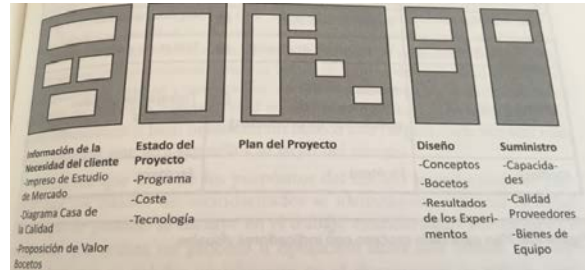 Información de la
Necesidad del cliente
-Impreso de Estudio
de Mercado
-Diagrama Casa de
la Calidad
-Proposición de Valor
Bocetos
Estado del
Proyecto
-Programa
-Coste
-Tecnología
Plan del Proyecto
Diseño
-Conceptos
-Bocetos
-Resultados
de los Experi-
mentos
Suministro
-Capacida-
des
-Calidad
Proveedores
-Bienes de
Equipo